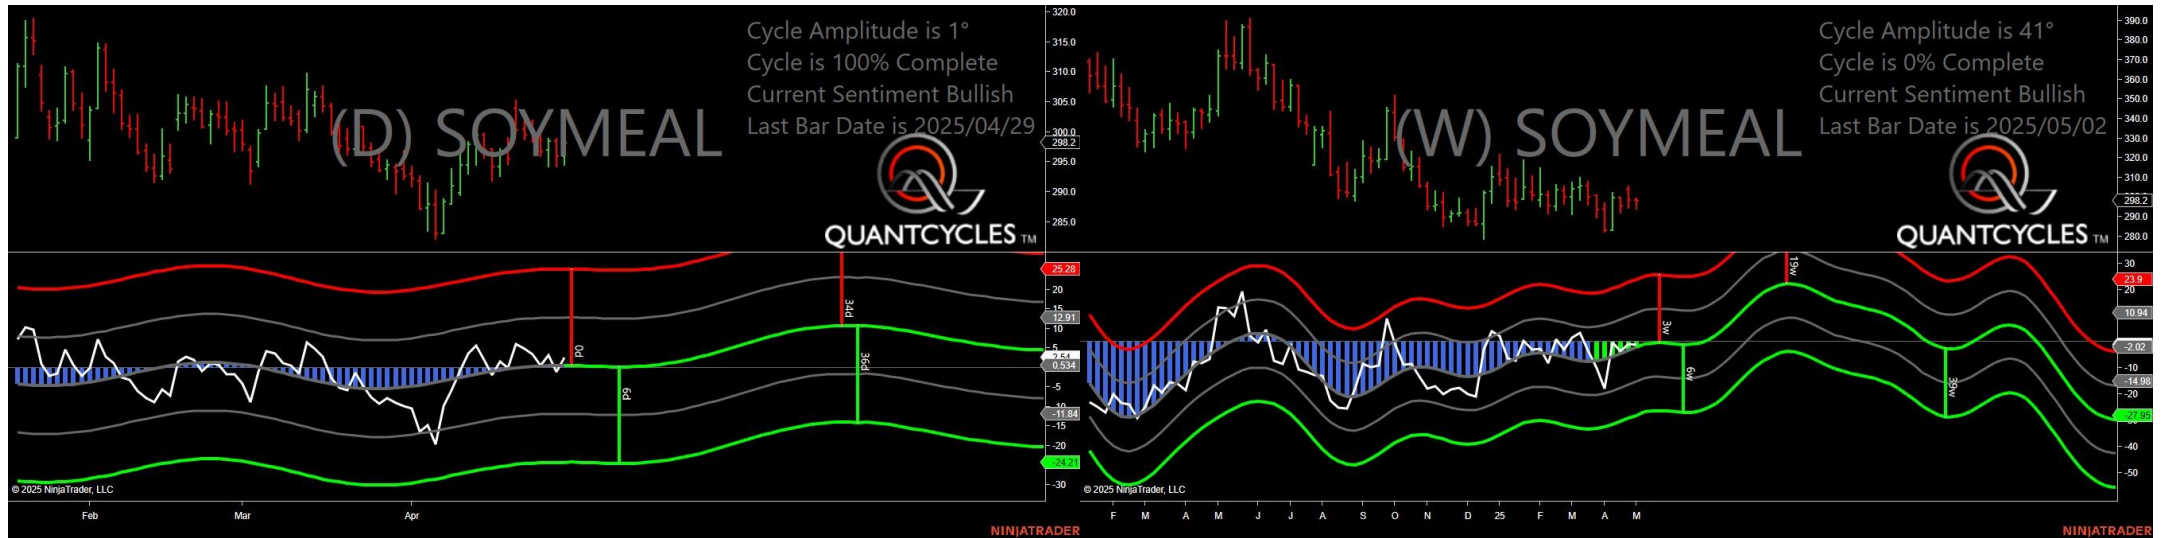 Cycle Amplitude is 1°
Cycle is 100% Complete
Current Sentiment Bullish
Last Bar Date is 2025/04/29
(D) SOYMEAL
QUANTCYCLES TM
320.0
315.0
310.0
305.0
300.0
298.2
295.0
290.0
285.0
25.28
20
15
12.91
10
5
2.54
0.534
-5
-10
-11.84
-15
-20
-24.21
-30
0d
6d
34d
36d
© 2025 NinjaTrader, LLC
Feb Mar Apr
NINJATRADER
Cycle Amplitude is 41°
Cycle is 0% Complete
Current Sentiment Bullish
Last Bar Date is 2025/05/02
(W) SOYMEAL
QUANTCYCLES TM
390.0
380.0
370.0
360.0
350.0
340.0
330.0
320.0
310.0
298.2
290.0
280.0
30
23.9
20
10.94
-2.02
-10
-14.98
-20
-27.95
-40
-50
3w
6w
19w
39w
© 2025 NinjaTrader, LLC
F M A M J J A S O N D 25 F M A M
NINJATRADER